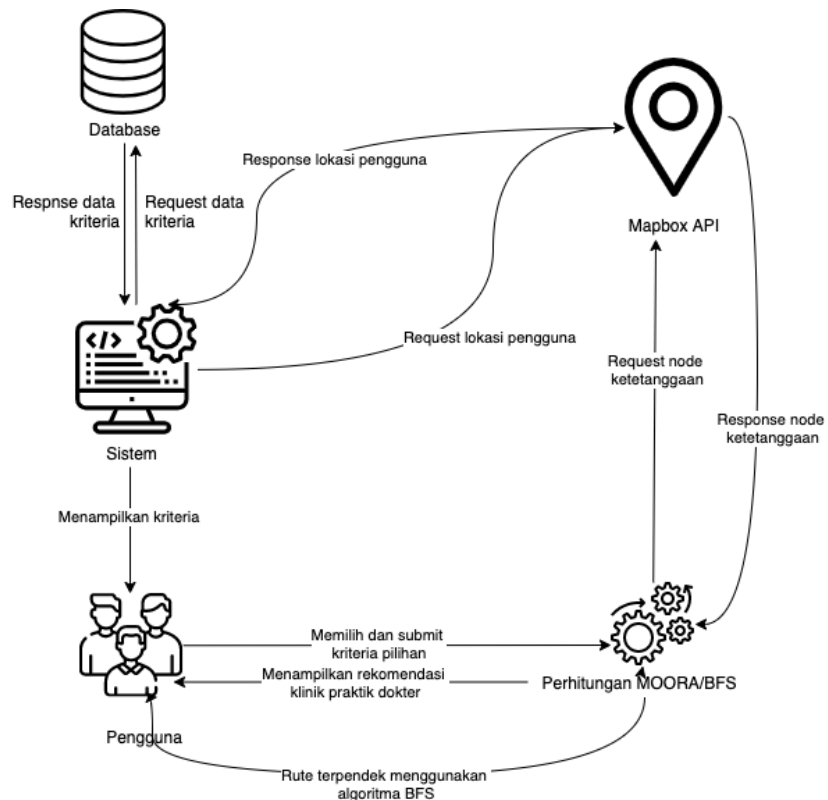 Database
Respnse data
kriteria
Request data
kriteria
Response lokasi pengguna
Mapbox API
Request lokasi pengguna
</>
Sistem
Request node
ketetanggaan
Response node
ketetanggaan
Menampilkan kriteria
Memilih dan submit
kriteria pilihan
Menampilkan rekomendasi
klinik praktik dokter
Perhitungan MOORA/BFS
Pengguna
Rute terpendek menggunakan
algoritma BFS